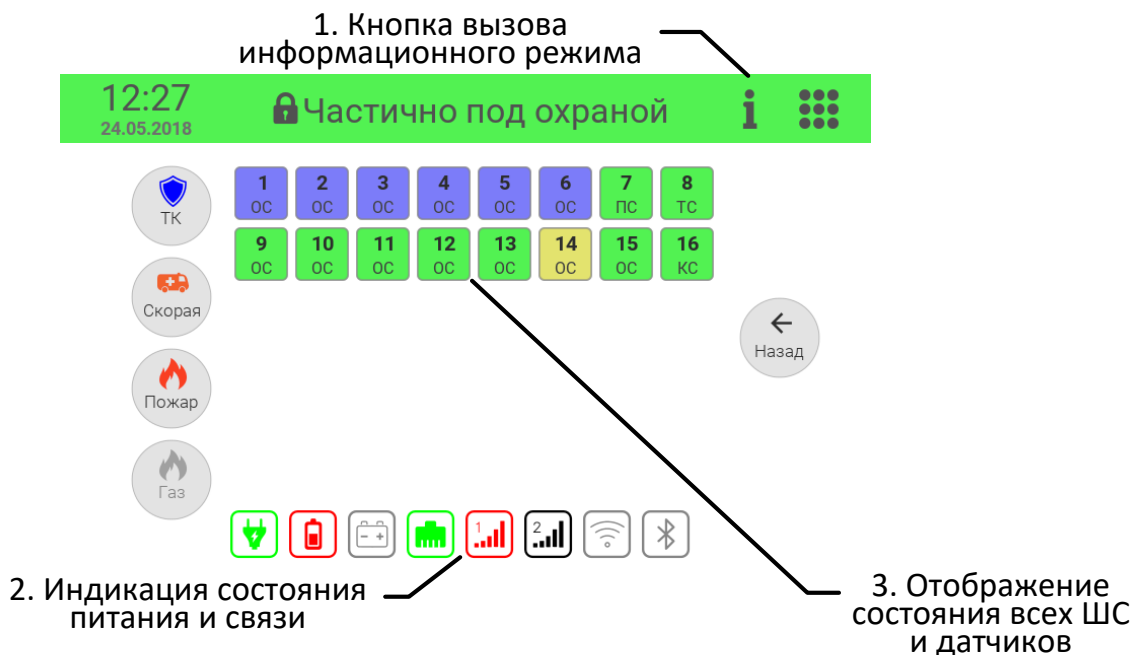 1. Кнопка вызова
информационного режима
12:27
24.05.2018
Частично под охраной
i
ТК
1 2 3 4 5 6 7 8
ОС ОС ОС ОС ОС ОС ПС ТС
9 10 11 12 13 14 15 16
ОС ОС ОС ОС ОС ОС ОС КС
Скорая
Назад
Пожар
Газ
1 2
2. Индикация состояния
питания и связи
3. Отображение
состояния всех ШС
и датчиков